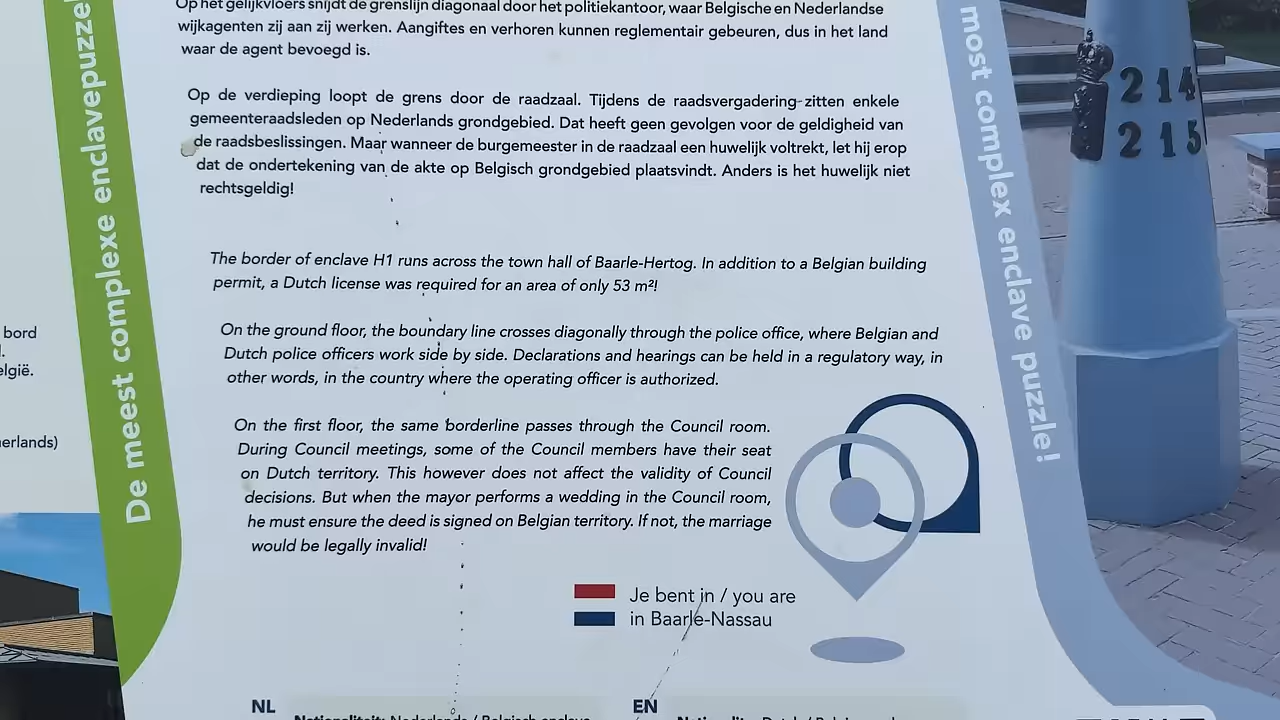 Op het gelijkvloers snijdt de grenslijn diagonaal door het politiekantoor, waar Belgische en Nederlandse
wijkagenten zij aan zij werken. Aangiftes en verhoren kunnen reglementair gebeuren, dus in het land
waar de agent bevoegd is.
Op de verdieping loopt de grens door de raadzaal. Tijdens de raadsvergadering zitten enkele
gemeenteraadsleden op Nederlands grondgebied. Dat heeft geen gevolgen voor de geldigheid van
de raadsbeslissingen. Maar wanneer de burgemeester in de raadzaal een huwelijk voltrekt, let hij erop
dat de ondertekening van de akte op Belgisch grondgebied plaatsvindt. Anders is het huwelijk niet
rechtsgeldig!
The border of enclave H1 runs across the town hall of Baarle-Hertog. In addition to a Belgian building
permit, a Dutch license was required for an area of only 53 m²!
On the ground floor, the boundary line crosses diagonally through the police office, where Belgian and
Dutch police officers work side by side. Declarations and hearings can be held in a regulatory way, in
other words, in the country where the operating officer is authorized.
On the first floor, the same borderline passes through the Council room.
During Council meetings, some of the Council members have their seat
on Dutch territory. This however does not affect the validity of Council
decisions. But when the mayor performs a wedding in the Council room,
he must ensure the deed is signed on Belgian territory. If not, the marriage
would be legally invalid!
Je bent in / you are
in Baarle-Nassau
NL
Nationaliteit: Nederlands / Belgisch enclave
EN
De meest complexe enclavepuzzel
most complex enclave puzzle!
bord
elgië.
erlands)
214
215